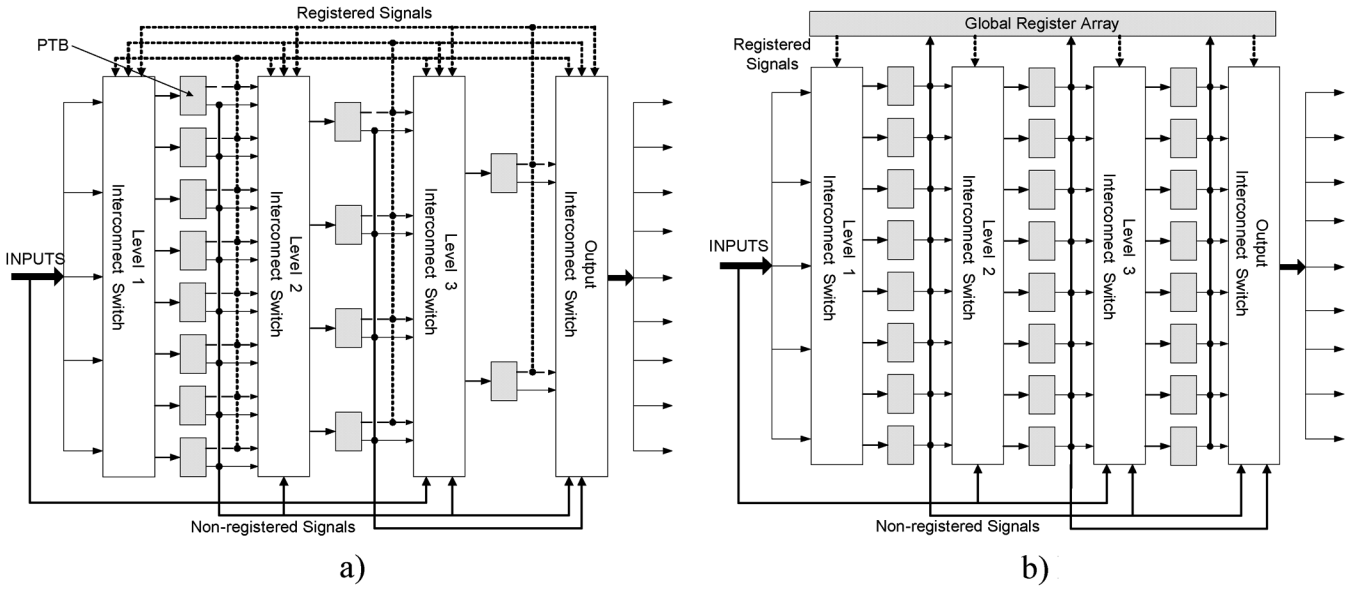 Registered Signals
PTB
INPUTS
Level 1
Interconnect Switch
Level 2
Interconnect Switch
Level 3
Interconnect Switch
Output
Interconnect Switch
Non-registered Signals
a)
Global Register Array
Registered
Signals
INPUTS
Level 1
Interconnect Switch
Level 2
Interconnect Switch
Level 3
Interconnect Switch
Output
Interconnect Switch
Non-registered Signals
b)